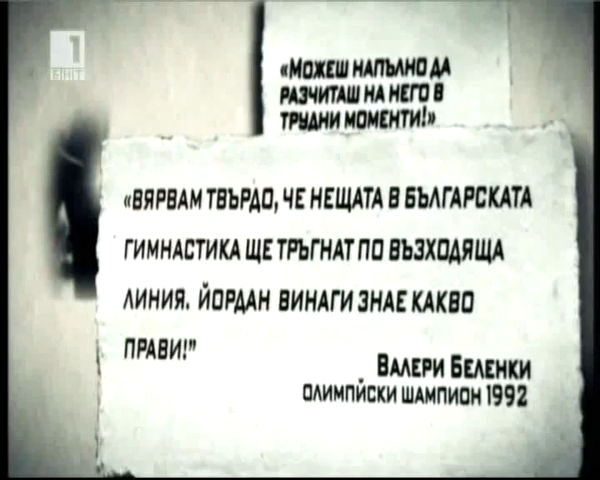 1
БНТ
«Можеш напълно да
разчиташ на него в
трудни моменти!»
«Вярвам твърдо, че нещата в българската
гимнастика ще тръгнат по възходяща
линия. Йордан винаги знае какво
прави!”
Валери Беленки
олимпйски шампион 1992